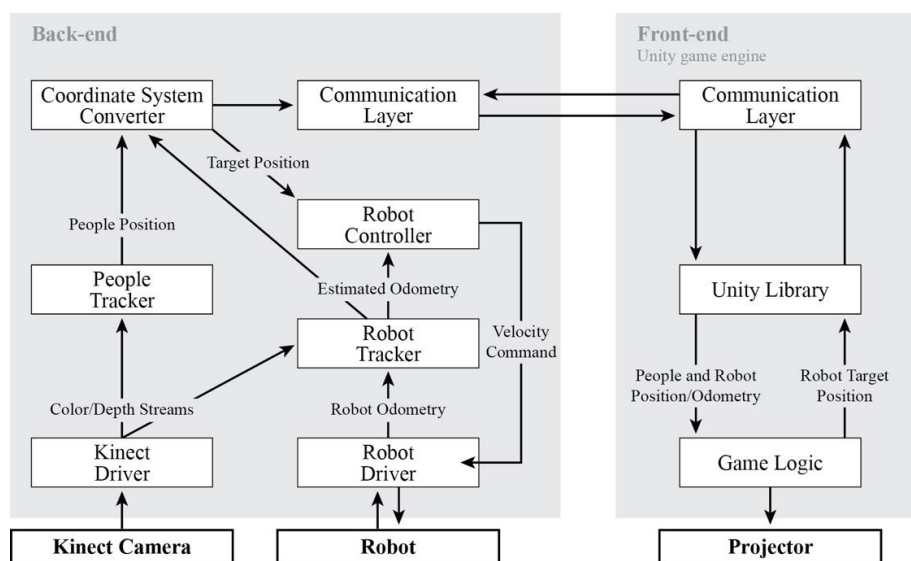 Back-end
Front-end
Unity game engine
Coordinate System
Converter
Communication
Layer
Communication
Layer
Target Position
People Position
Robot
Controller
People
Tracker
Estimated Odometry
Unity Library
Robot
Tracker
Velocity
Command
People and Robot
Position/Odometry
Robot Target
Position
Color/Depth Streams
Robot Odometry
Kinect
Driver
Robot
Driver
Game Logic
Kinect Camera
Robot
Projector